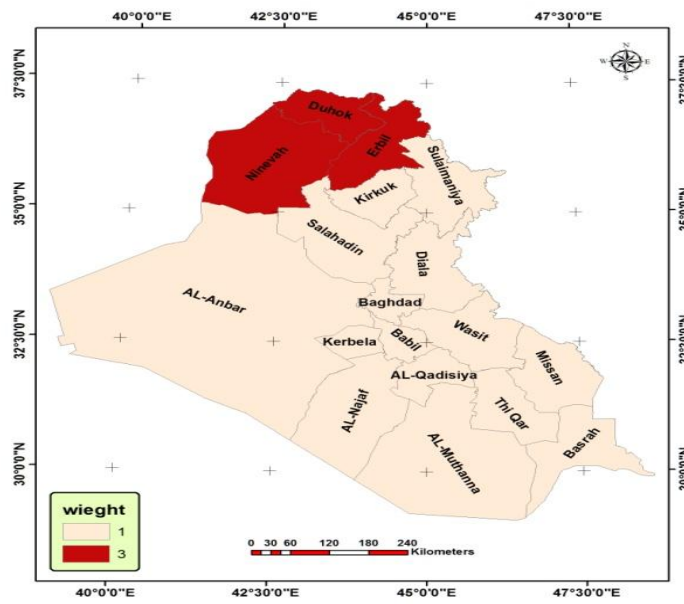 40°0'0"E 42°30'0"E 45°0'0"E 47°30'0"E
N
W E
S
37°30'0"N
35°0'0"N
32°30'0"N
30°0'0"N
Duhok
Ninevah
Erbil
Sulaimaniya
Kirkuk
Salahadin
Diala
AL-Anbar
Baghdad
Wasit
Kerbela
Babil
Missan
AL-Qadisiya
AL-Najaf
Thi Qar
Basrah
AL-Muthanna
wieght
1
3
0 30 60 120 180 240
Kilometers
40°0'0"E 42°30'0"E 45°0'0"E 47°30'0"E